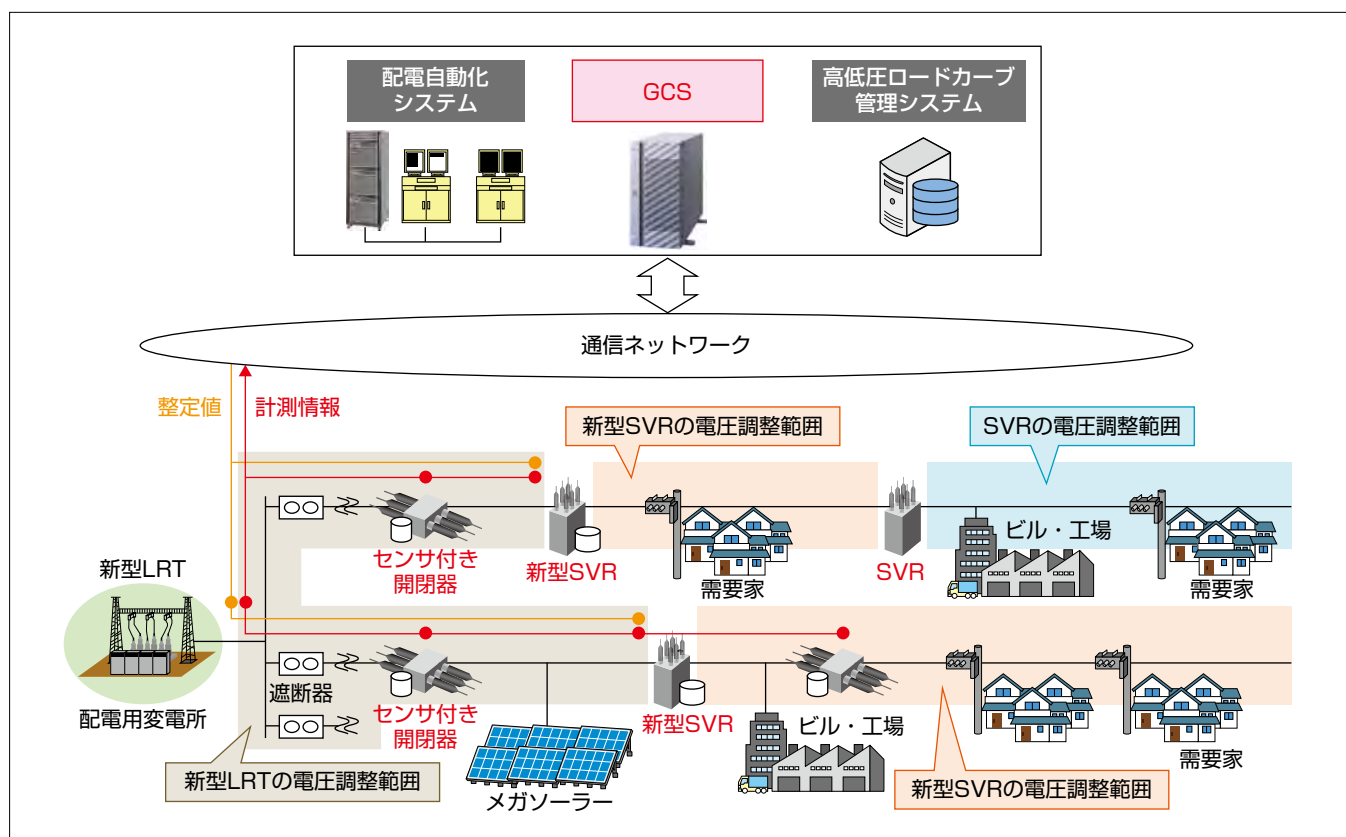 配電自動化
システム
GCS
高低圧ロードカーブ
管理システム
通信ネットワーク
整定値
計測情報
新型SVRの電圧調整範囲
SVRの電圧調整範囲
センサ付き
開閉器
新型SVR
需要家
SVR
ビル・工場
需要家
新型LRT
配電用変電所
遮断器
センサ付き
開閉器
新型SVR
メガソーラー
ビル・工場
需要家
新型LRTの電圧調整範囲
新型SVRの電圧調整範囲